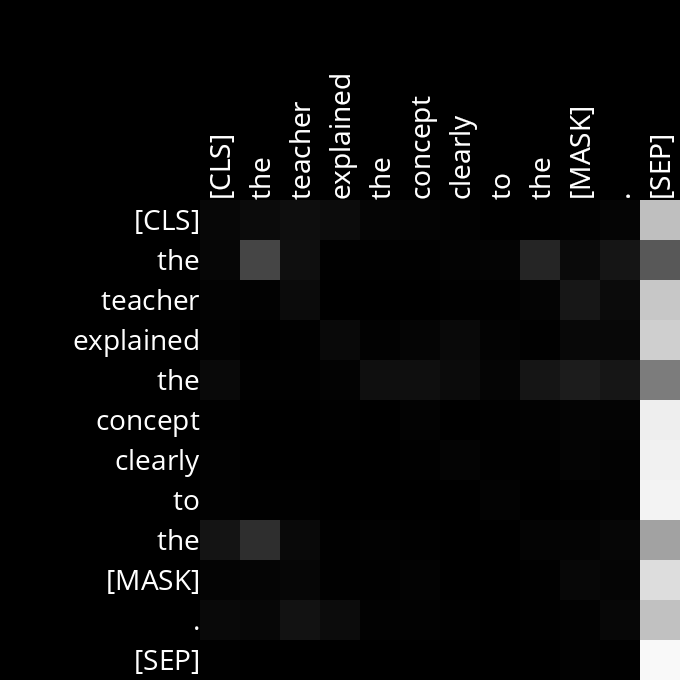 [CLS] the teacher explained the concept clearly to the [MASK] . [SEP]
[CLS]
the
teacher
explained
the
concept
clearly
to
the
[MASK]
.
[SEP]